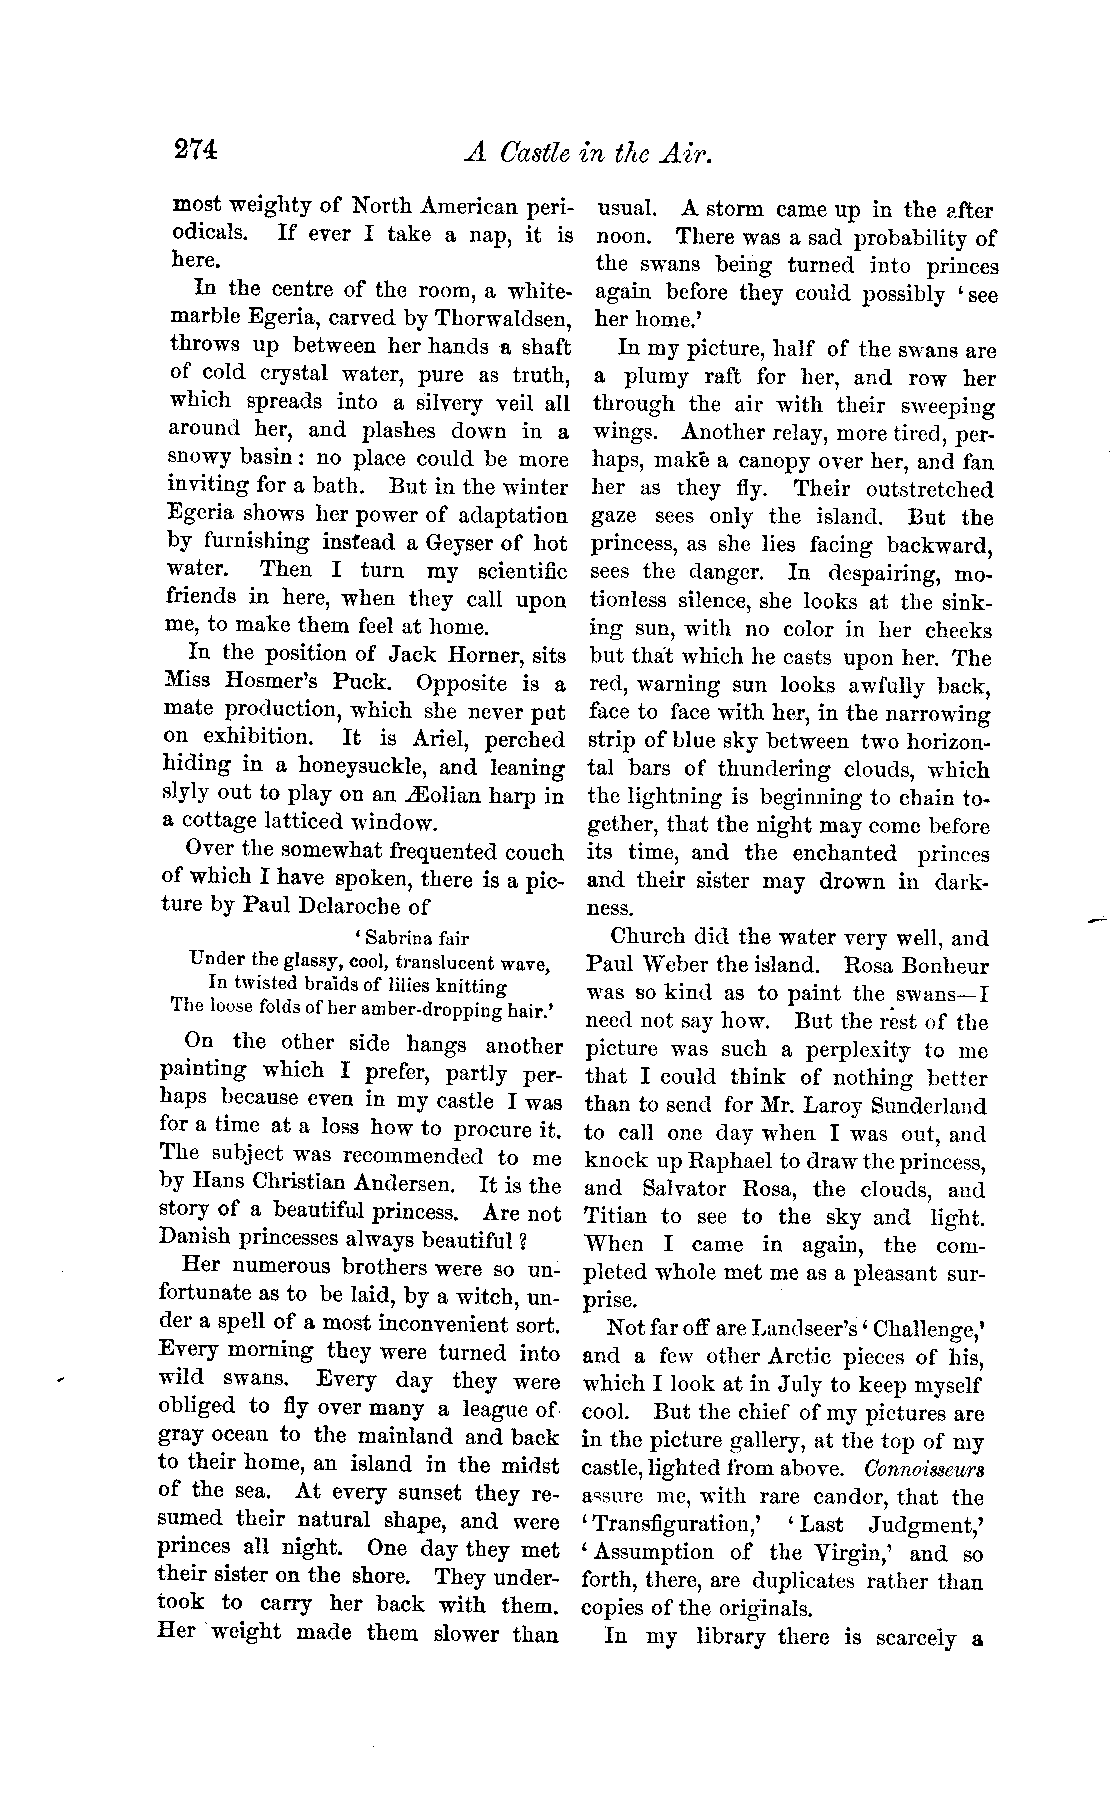 274
A Castle in the Air.
most weighty of North American peri-
odicals. If ever I take a nap, it is
here.
In the centre of the room, a white-
marble Egeria, carved by Thorwaldsen,
throws up between her hands a shaft
of cold crystal water, pure as truth,
which spreads into a silvery veil all
around her, and plashes down in a
snowy basin: no place could be more
inviting for a bath. But in the winter
Egeria shows her power of adaptation
by furnishing instead a Geyser of hot
water. Then I turn my scientific
friends in here, when they call upon
me, to make them feel at home.
In the position of Jack Horner, sits
Miss Hosmer's Puck. Opposite is a
mate production, which she never put
on exhibition. It is Ariel, perched
hiding in a honeysuckle, and leaning
slyly out to play on an Æolian harp in
a cottage latticed window.
Over the somewhat frequented couch
of which I have spoken, there is a pic-
ture by Paul Delaroche of
'Sabrina fair
Under the glassy, cool, translucent wave,
In twisted braids of lilies knitting
The loose folds of her amber-dropping hair.'
On the other side hangs another
painting which I prefer, partly per-
haps because even in my castle I was
for a time at a loss how to procure it.
The subject was recommended to me
by Hans Christian Andersen. It is the
story of a beautiful princess. Are not
Danish princesses always beautiful?
Her numerous brothers were so un-
fortunate as to be laid, by a witch, un-
der a spell of a most inconvenient sort.
Every morning they were turned into
wild swans. Every day they were
obliged to fly over many a league of
gray ocean to the mainland and back
to their home, an island in the midst
of the sea. At every sunset they re-
sumed their natural shape, and were
princes all night. One day they met
their sister on the shore. They under-
took to carry her back with them.
Her weight made them slower than
usual. A storm came up in the after
noon. There was a sad probability of
the swans being turned into princes
again before they could possibly 'see
her home.'
In my picture, half of the swans are
a plumy raft for her, and row her
through the air with their sweeping
wings. Another relay, more tired, per-
haps, make a canopy over her, and fan
her as they fly. Their outstretched
gaze sees only the island. But the
princess, as she lies facing backward,
sees the danger. In despairing, mo-
tionless silence, she looks at the sink-
ing sun, with no color in her cheeks
but that which he casts upon her. The
red, warning sun looks awfully back,
face to face with her, in the narrowing
strip of blue sky between two horizon-
tal bars of thundering clouds, which
the lightning is beginning to chain to-
gether, that the night may come before
its time, and the enchanted princes
and their sister may drown in dark-
ness.
Church did the water very well, and
Paul Weber the island. Rosa Bonheur
was so kind as to paint the swans—I
need not say how. But the rest of the
picture was such a perplexity to me
that I could think of nothing better
than to send for Mr. Laroy Sunderland
to call one day when I was out, and
knock up Raphael to draw the princess,
and Salvator Rosa, the clouds, and
Titian to see to the sky and light.
When I came in again, the com-
pleted whole met me as a pleasant sur-
prise.
Not far off are Landseer's 'Challenge,'
and a few other Arctic pieces of his,
which I look at in July to keep myself
cool. But the chief of my pictures are
in the picture gallery, at the top of my
castle, lighted from above. Connoisseurs
assure me, with rare candor, that the
'Transfiguration,' 'Last Judgment,'
'Assumption of the Virgin,' and so
forth, there, are duplicates rather than
copies of the originals.
In my library there is scarcely a